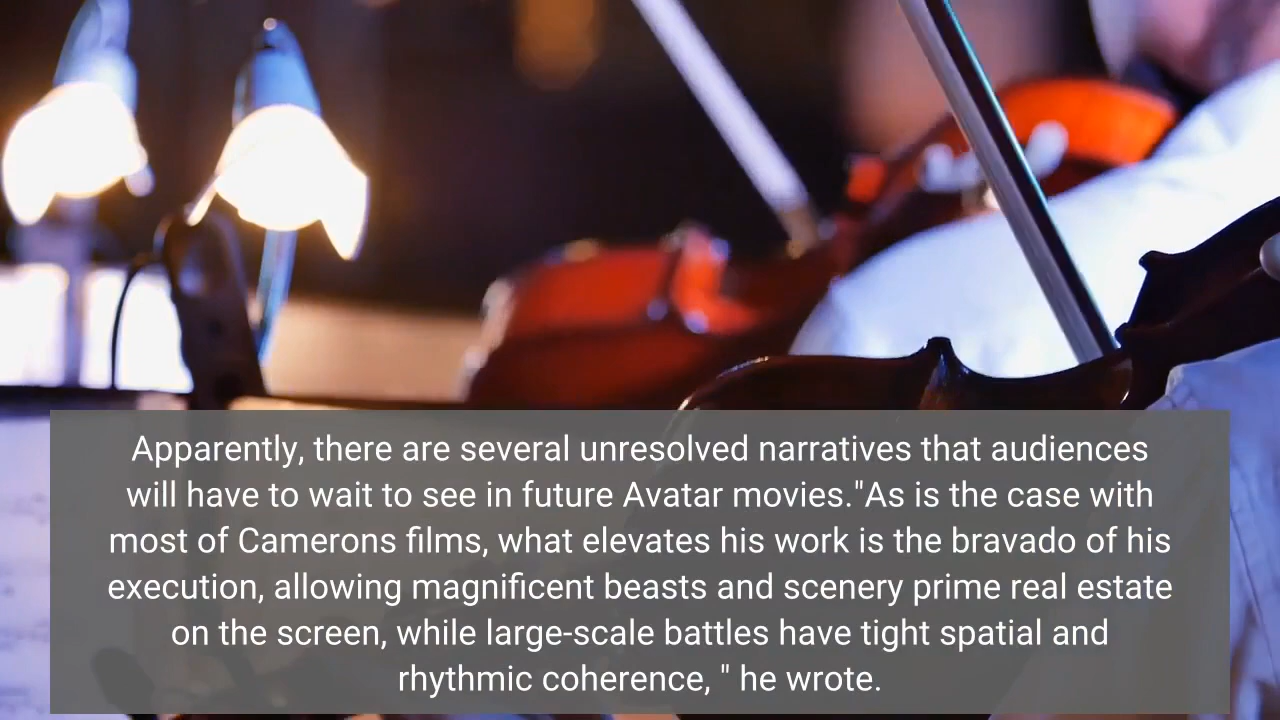 Apparently, there are several unresolved narratives that audiences
will have to wait to see in future Avatar movies."As is the case with
most of Camerons films, what elevates his work is the bravado of his
execution, allowing magnificent beasts and scenery prime real estate
on the screen, while large-scale battles have tight spatial and
rhythmic coherence, " he wrote.